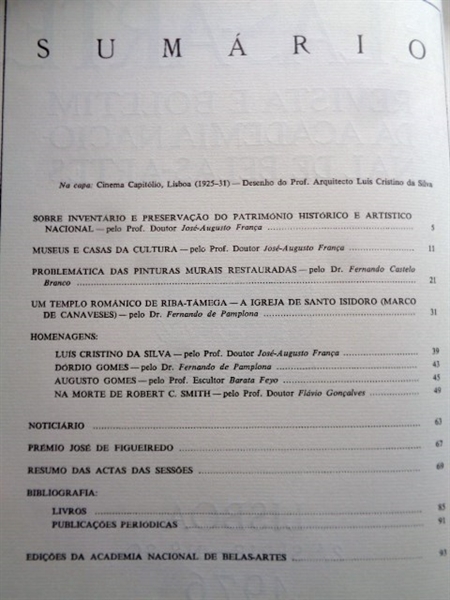 SUMÁRIO
Na capa: Cinema Capitólio, Lisboa (1925-31) — Desenho do Prof. Arquitecto Luís Cristino da Silva
SOBRE INVENTÁRIO E PRESERVAÇÃO DO PATRIMÓNIO HISTÓRICO E ARTISTICO
NACIONAL — pelo Prof. Doutor José-Augusto França 5
MUSEUS E CASAS DA CULTURA — pelo Prof. Doutor José-Augusto França 11
PROBLEMÁTICA DAS PINTURAS MURAIS RESTAURADAS — pelo Dr. Fernando Castelo
Branco 21
UM TEMPLO ROMÂNICO DE RIBA-TÂMEGA — A IGREJA DE SANTO ISIDORO (MARCO
DE CANAVESES) — pelo Dr. Fernando de Pamplona 31
HOMENAGENS:
LUÍS CRISTINO DA SILVA — pelo Prof. Doutor José-Augusto França 39
DÓRDIO GOMES — pelo Dr. Fernando de Pamplona 43
AUGUSTO GOMES — pelo Prof. Escultor Barata Feyo 45
NA MORTE DE ROBERT C. SMITH — pelo Prof. Doutor Flávio Gonçalves 49
NOTICIÁRIO 63
PRÉMIO JOSÉ DE FIGUEIREDO 67
RESUMO DAS ACTAS DAS SESSÕES 69
BIBLIOGRAFIA:
LIVROS 85
PUBLICAÇÕES PERIÓDICAS 91
EDIÇÕES DA ACADEMIA NACIONAL DE BELAS-ARTES 93